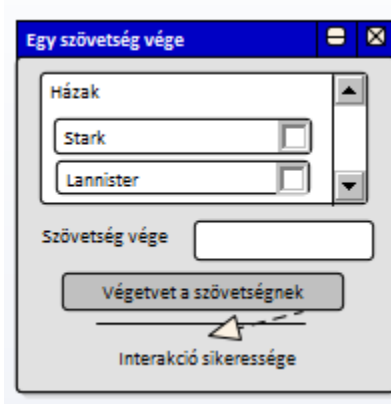 Egy szövetség vége
Házak
Stark
Lannister
Szövetség vége
Végetvet a szövetségnek
Interakció sikeressége